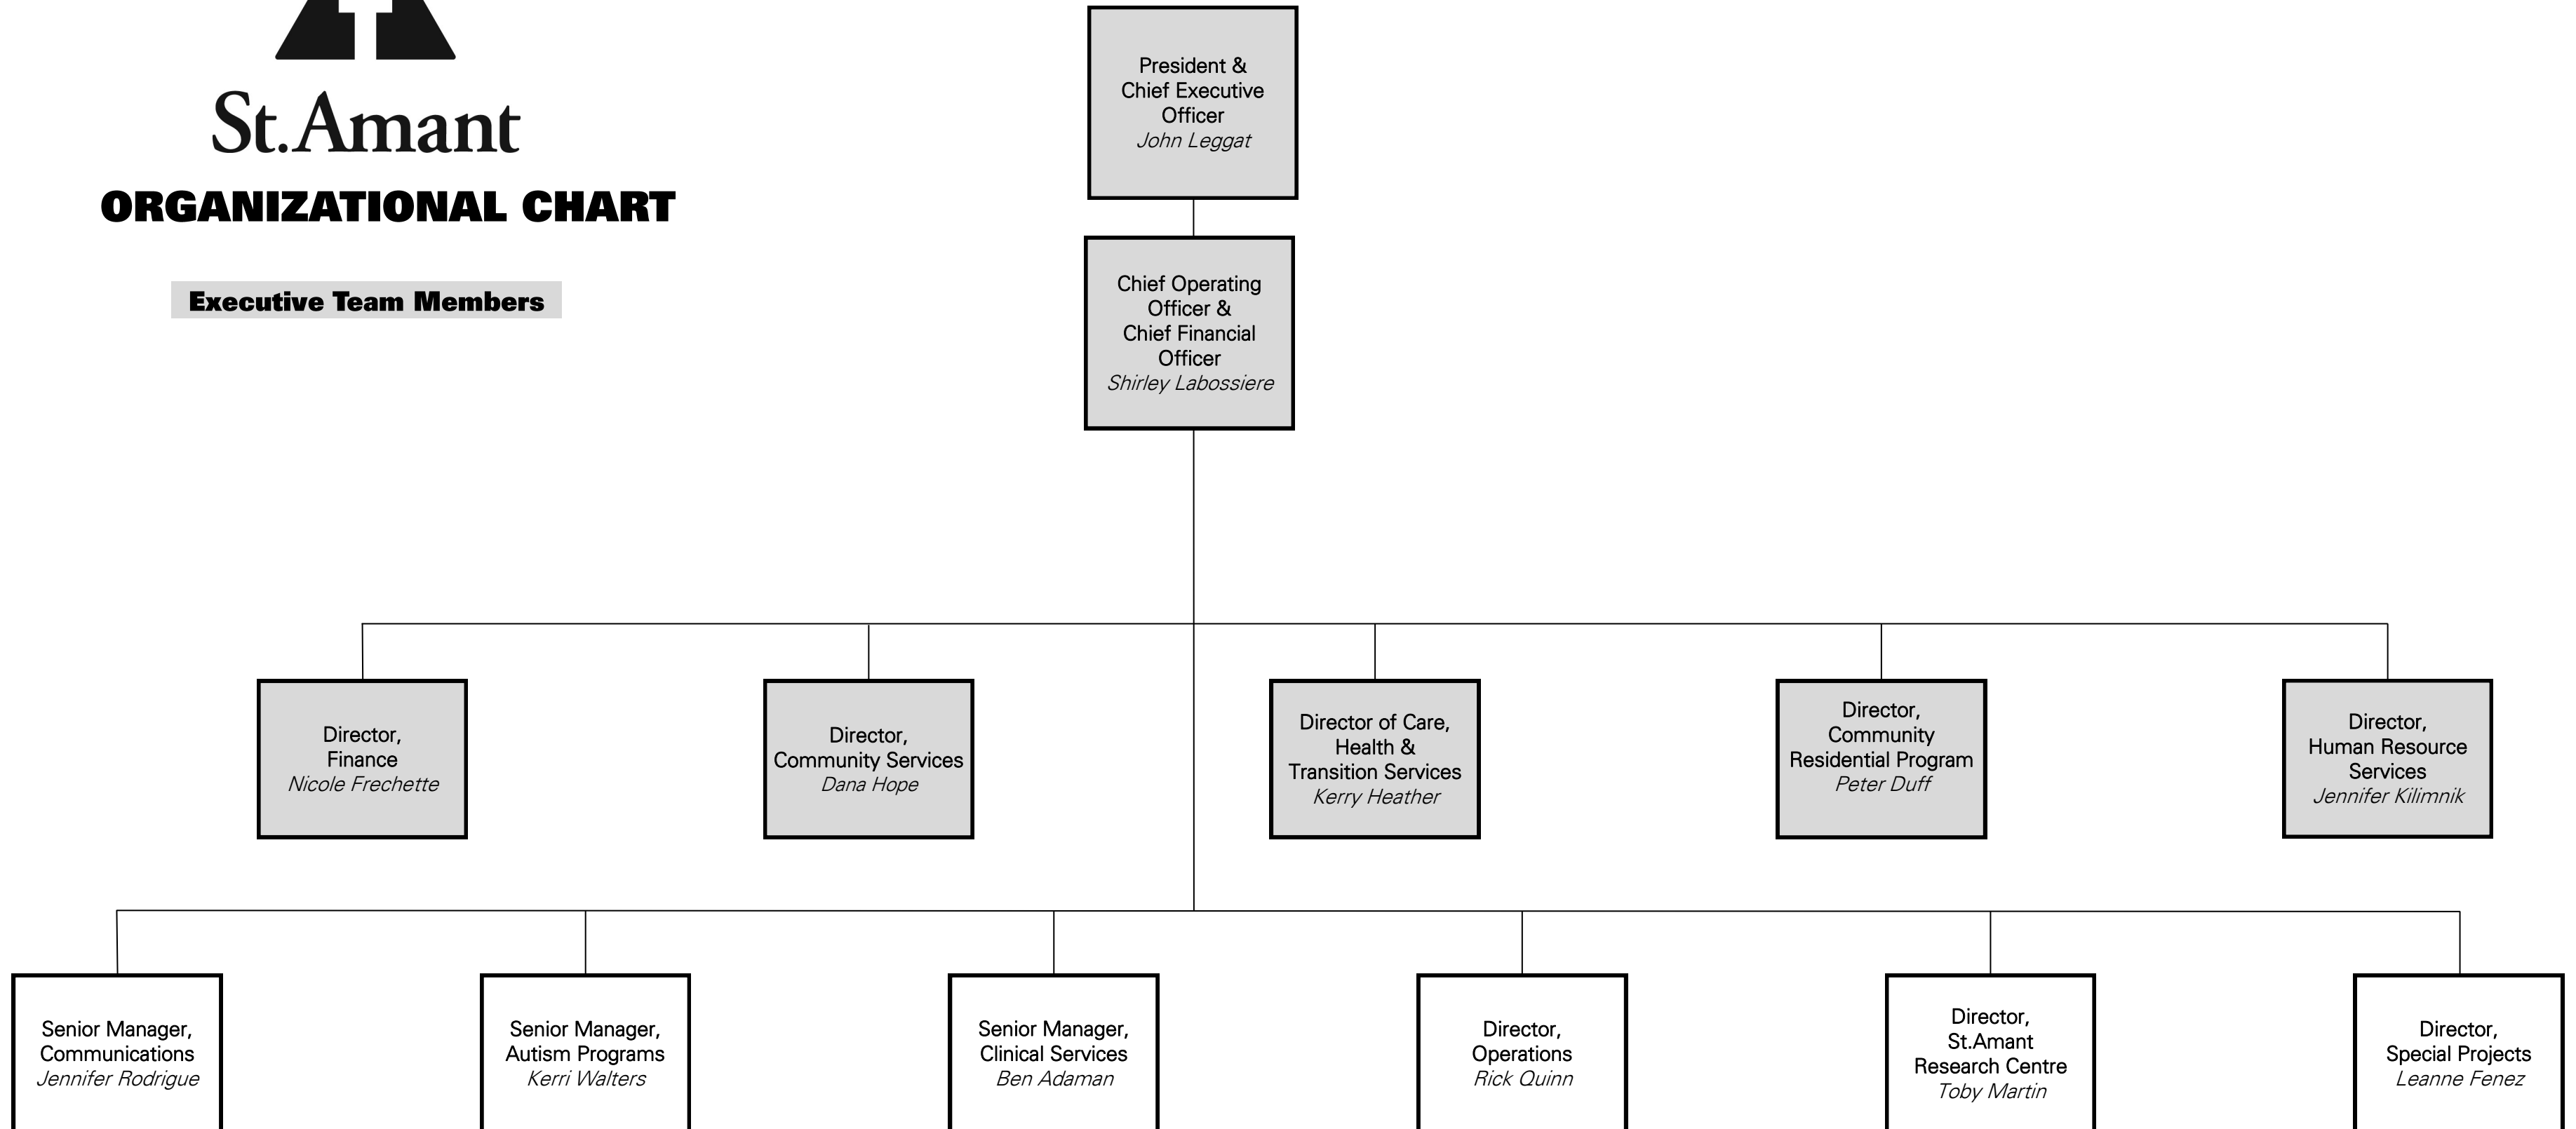 St.Amant
ORGANIZATIONAL CHART
Executive Team Members
President &
Chief Executive
Officer
John Leggat
Chief Operating
Officer &
Chief Financial
Officer
Shirley Labossiere
Director,
Finance
Nicole Frechette
Director,
Community Services
Dana Hope
Director of Care,
Health &
Transition Services
Kerry Heather
Director,
Community
Residential Program
Peter Duff
Director,
Human Resource
Services
Jennifer Kilimnik
Senior Manager,
Communications
Jennifer Rodrigue
Senior Manager,
Autism Programs
Kerri Walters
Senior Manager,
Clinical Services
Ben Adaman
Director,
Operations
Rick Quinn
Director,
St.Amant
Research Centre
Toby Martin
Director,
Special Projects
Leanne Fenez